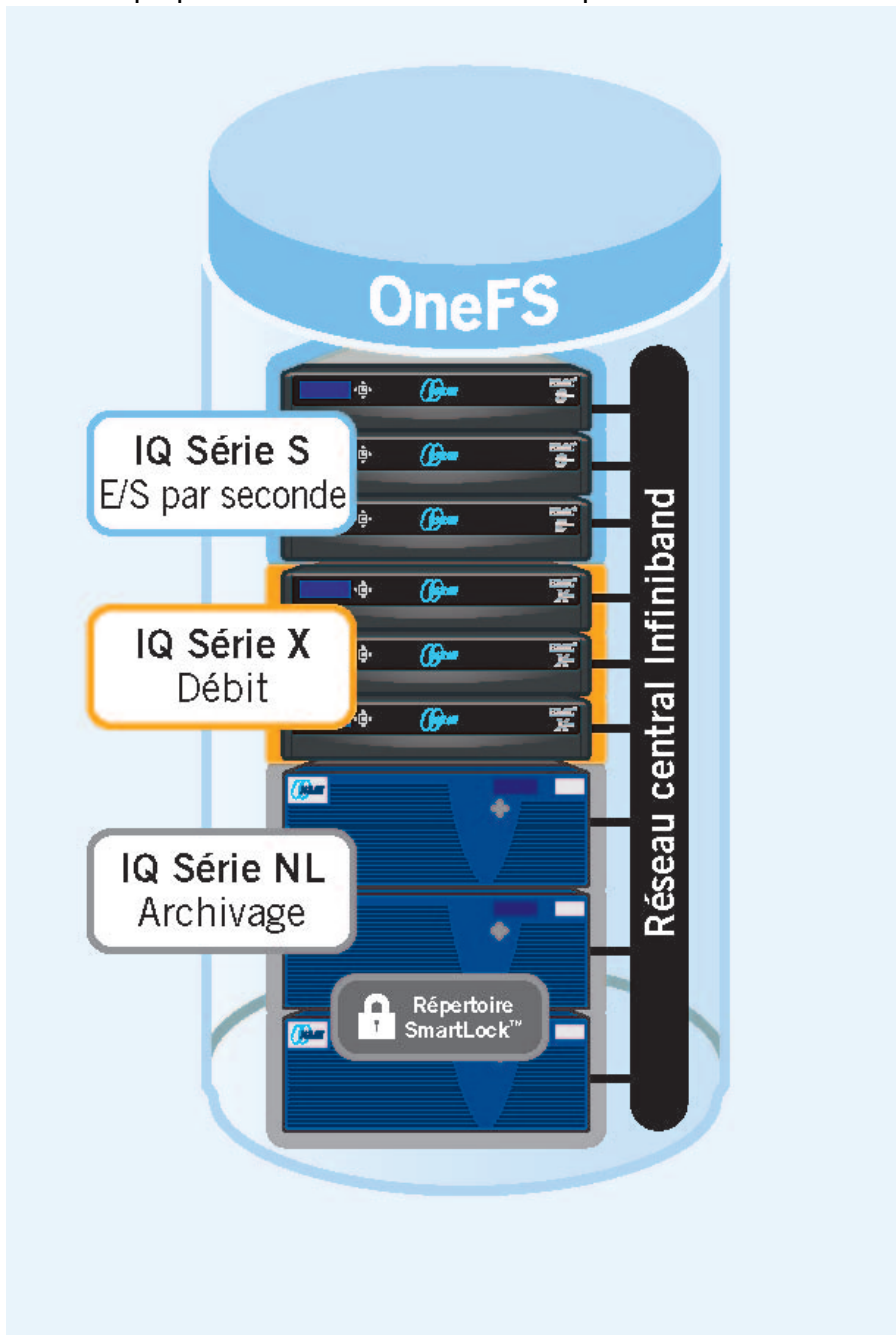 OneFS
IQ Série S
E/S par seconde
IQ Série X
Débit
IQ Série NL
Archivage
Répertoire
SmartLock™
Réseau central Infiniband